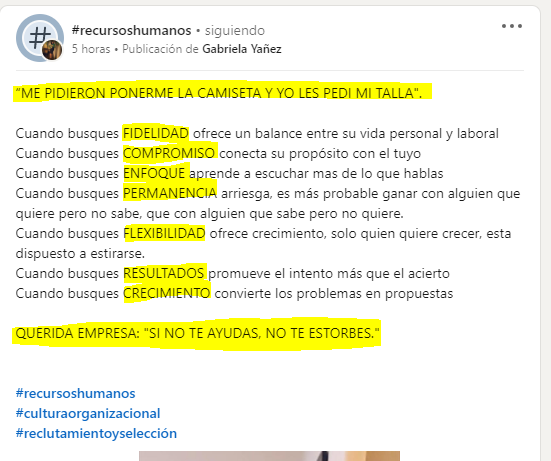 #recursoshumanos • siguiendo
5 horas • Publicación de Gabriela Yañez
"ME PIDIERON PONERME LA CAMISETA Y YO LES PEDI MI TALLA".
Cuando busques FIDELIDAD ofrece un balance entre su vida personal y laboral
Cuando busques COMPROMISO conecta su propósito con el tuyo
Cuando busques ENFOQUE aprende a escuchar mas de lo que hablas
Cuando busques PERMANENCIA arriesga, es más probable ganar con alguien que
quiere pero no sabe, que con alguien que sabe pero no quiere.
Cuando busques FLEXIBILIDAD ofrece crecimiento, solo quien quiere crecer, esta
dispuesto a estirarse.
Cuando busques RESULTADOS promueve el intento más que el acierto
Cuando busques CRECIMIENTO convierte los problemas en propuestas
QUERIDA EMPRESA: "SI NO TE AYUDAS, NO TE ESTORBES."
#recursoshumanos
#culturaorganizacional
#reclutamientoyselección